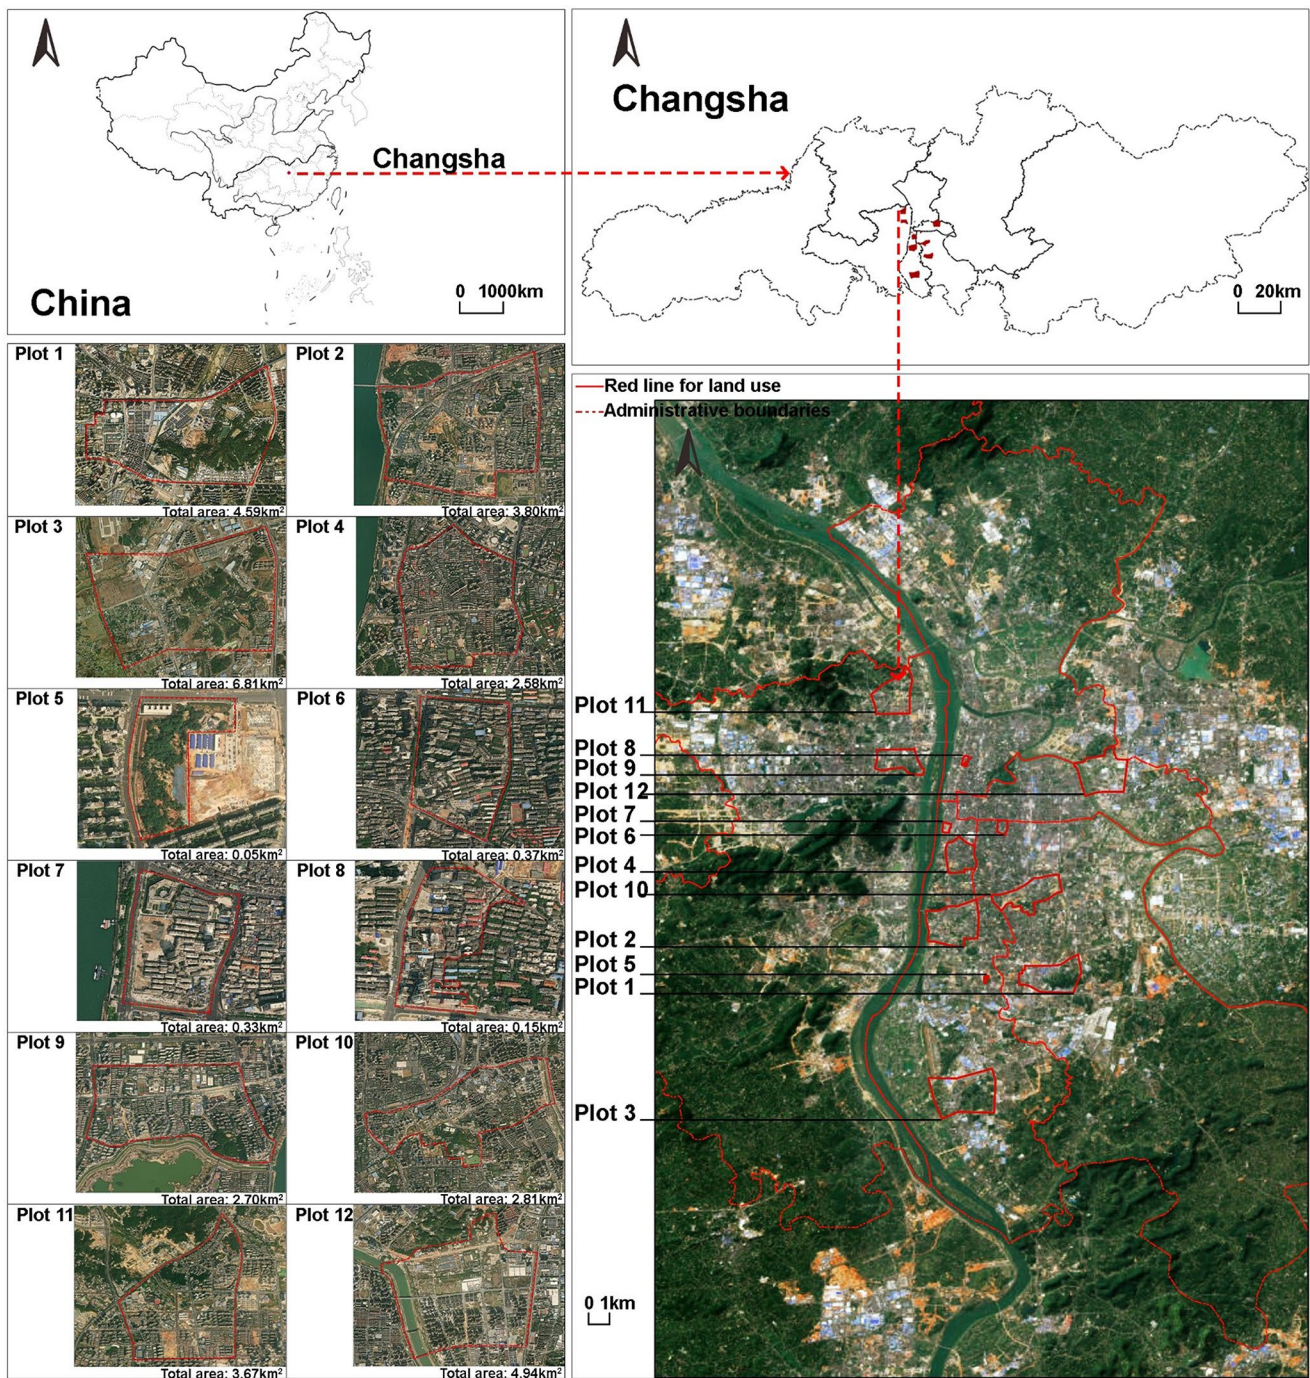 Changsha
China
0 1000km
Changsha
0 20km
Plot 1
Total area: 4.59km²
Plot 2
Total area: 3.80km²
Plot 3
Total area: 6.81km²
Plot 4
Total area: 2.58km²
Plot 5
Total area: 0.05km²
Plot 6
Total area: 0.37km²
Plot 7
Total area: 0.33km²
Plot 8
Total area: 0.15km²
Plot 9
Total area: 2.70km²
Plot 10
Total area: 2.81km²
Plot 11
Total area: 3.67km²
Plot 12
Total area: 4.94km²
Red line for land use
Administrative boundaries
Plot 11
Plot 8
Plot 9
Plot 12
Plot 7
Plot 6
Plot 4
Plot 10
Plot 2
Plot 5
Plot 1
Plot 3
0 1km